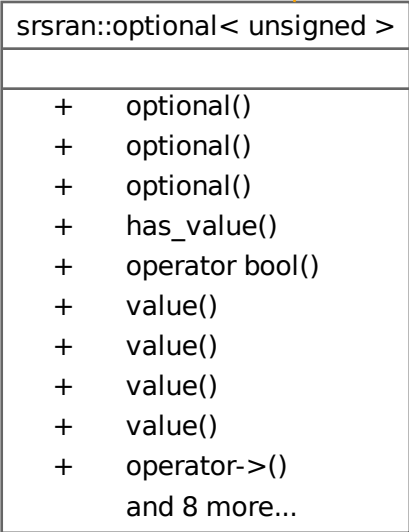 srsran::optional< unsigned >
+ optional()
+ optional()
+ optional()
+ has_value()
+ operator bool()
+ value()
+ value()
+ value()
+ value()
+ operator->()
and 8 more...